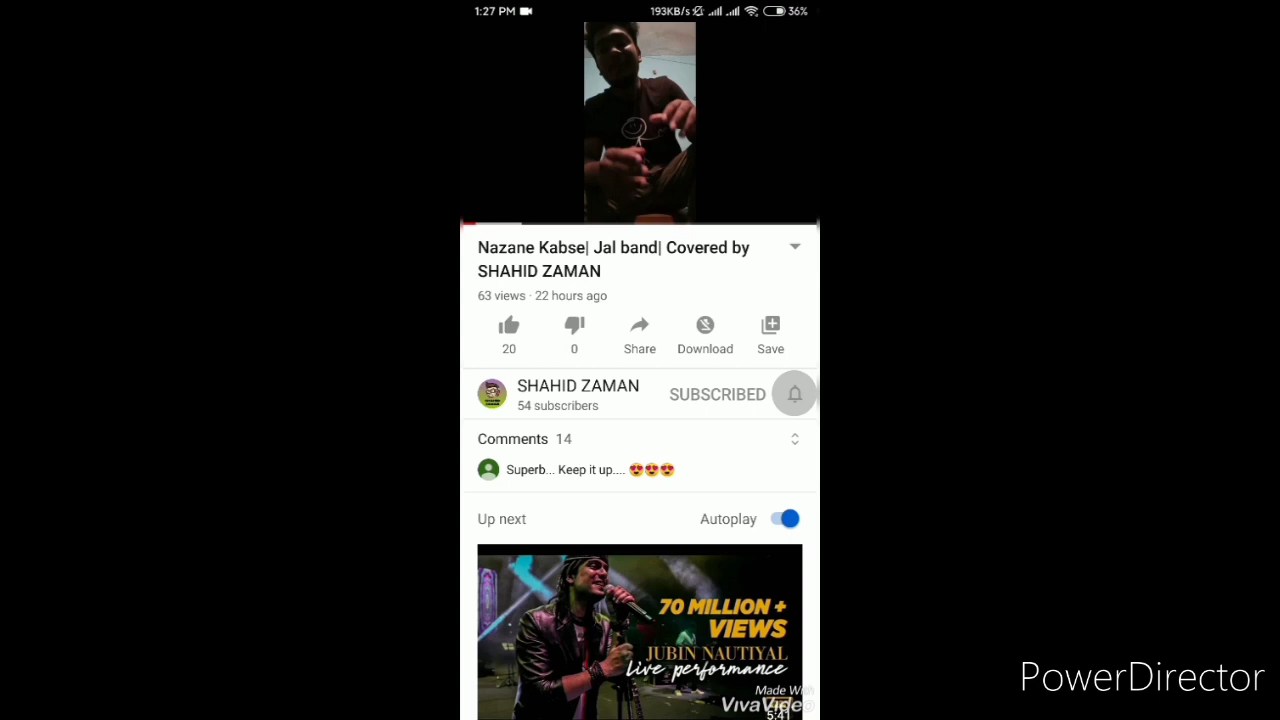 1:27 PM 193KB/s 36%
Nazane Kabse| Jal band| Covered by
SHAHID ZAMAN
63 views · 22 hours ago
20 0 Share Download Save
SHAHID ZAMAN
54 subscribers
SUBSCRIBED
Comments 14
Superb... Keep it up.... 😍😍😍
Up next Autoplay
70 MILLION +
VIEWS
JUBIN NAUTIYAL
Live performance
Made With
VivaVideo
5:41
PowerDirector